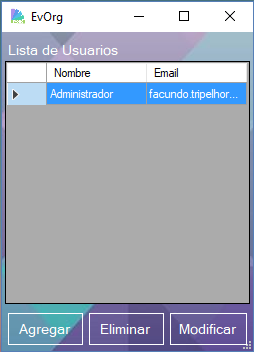 EvOrg
Lista de Usuarios
Nombre Email
Administrador facundo.tripelhor...
Agregar Eliminar Modificar